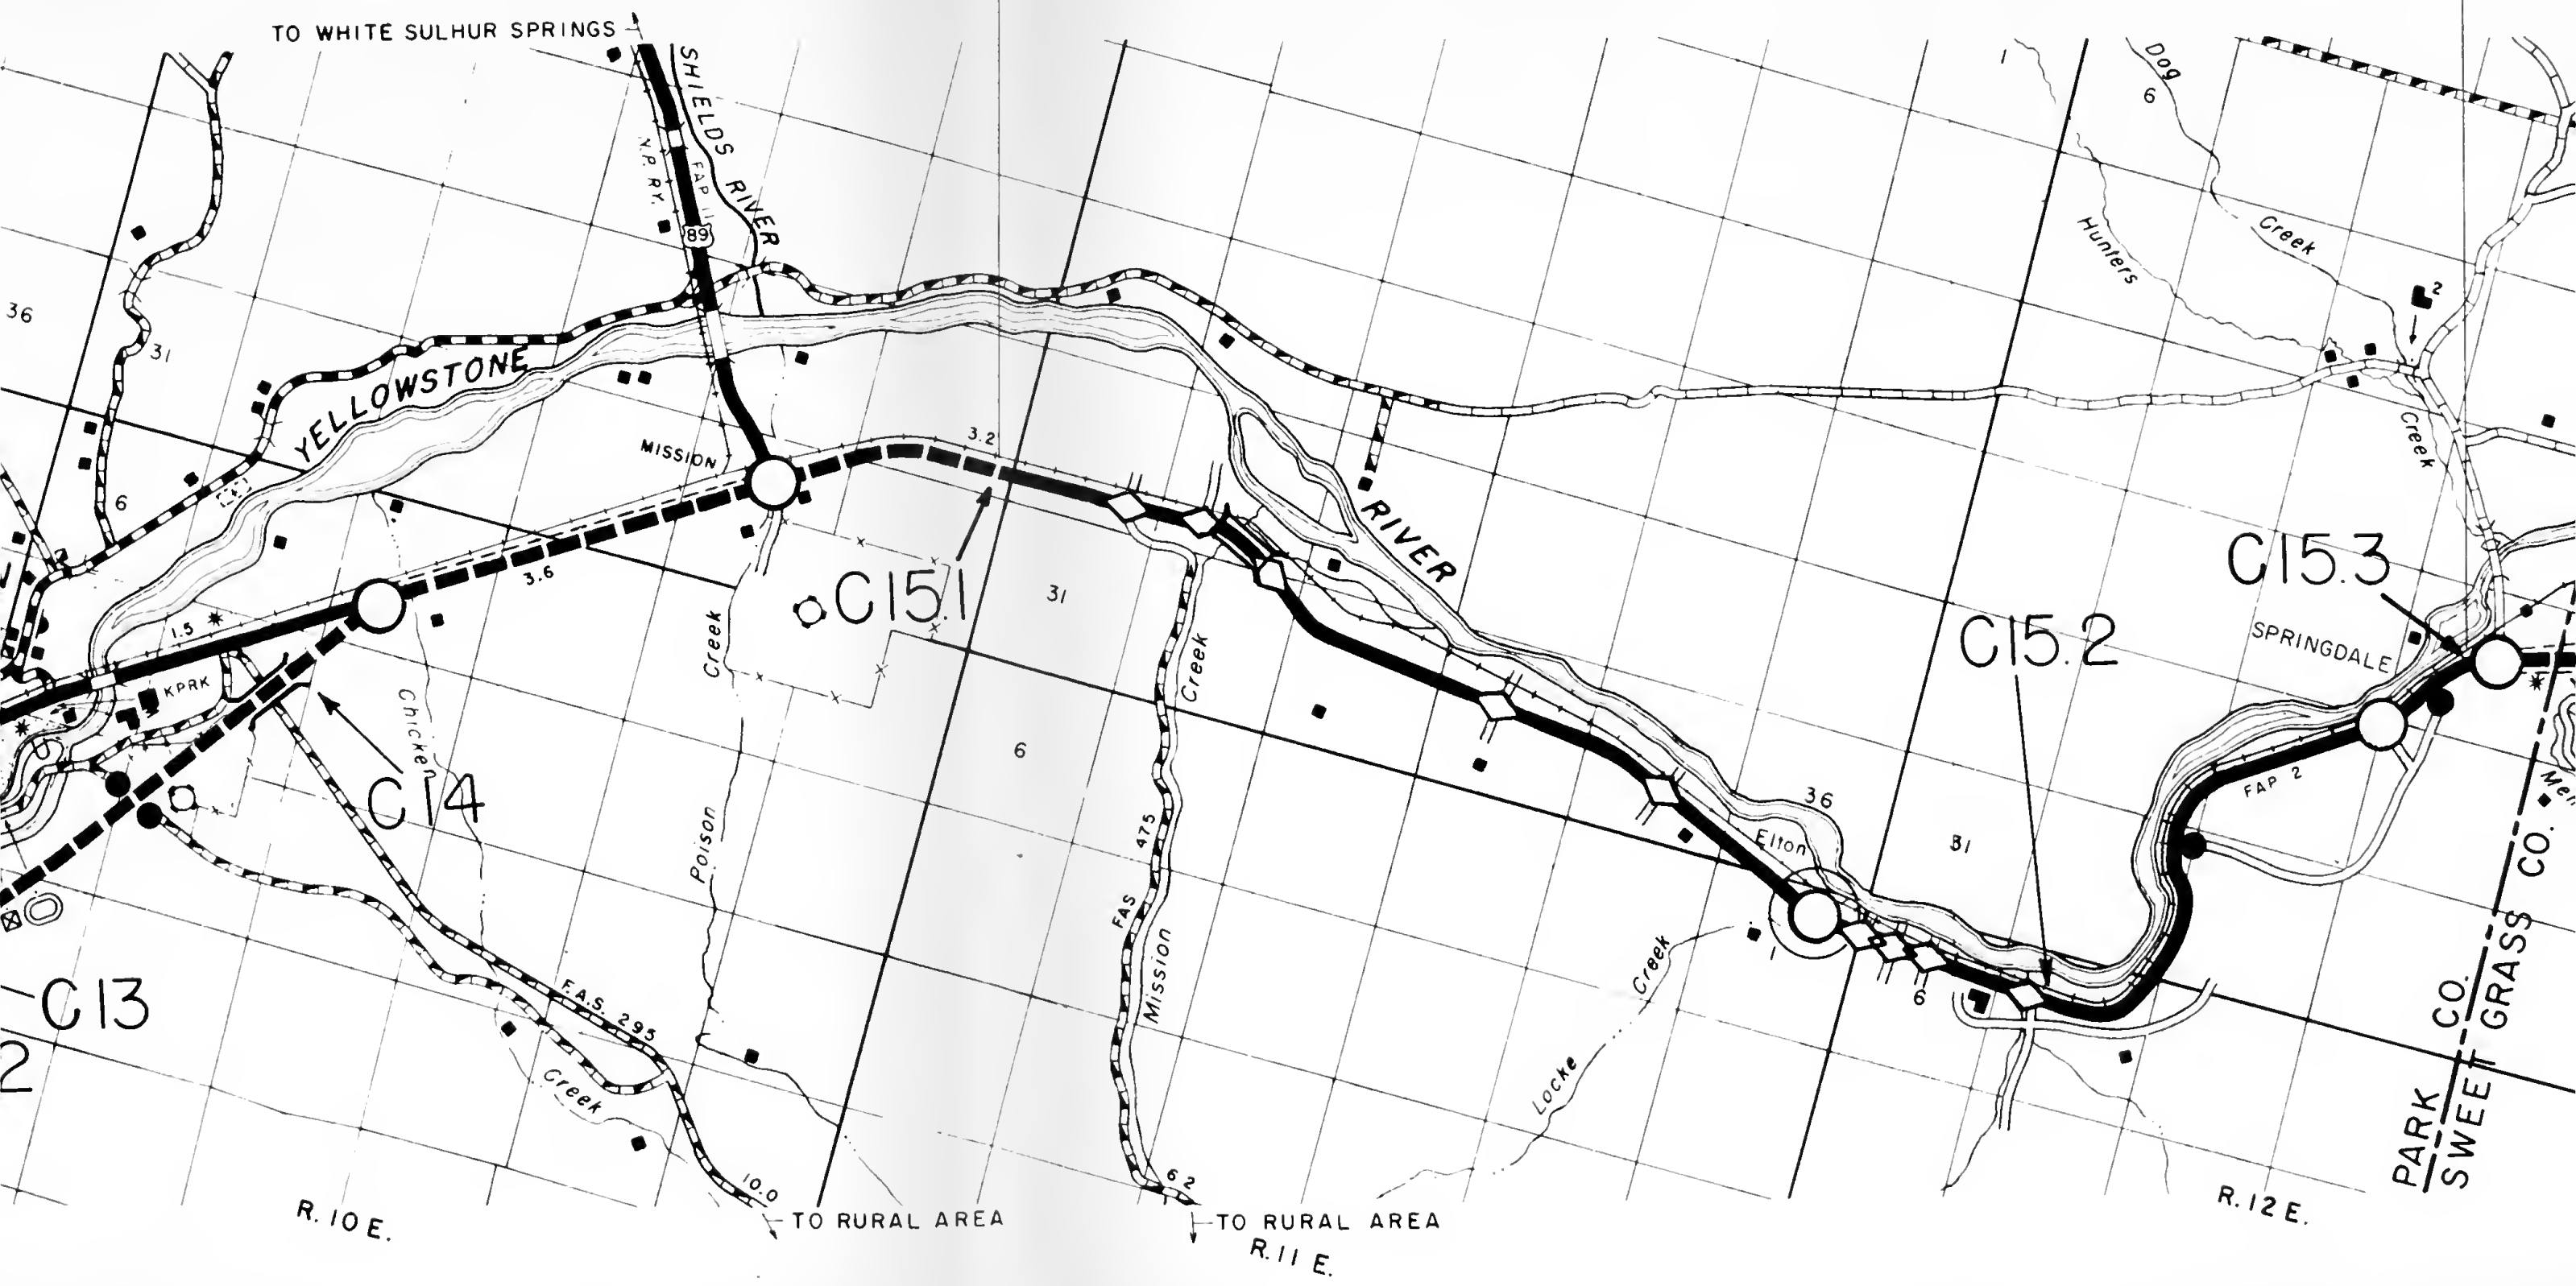 TO WHITE SULHUR SPRINGS
SHIELDS RIVER
N.P. RY.
FAP 11
89
Dog
Creek
6
1
Hunters
Creek
2
36
31
6
YELLOWSTONE
RIVER
MISSION
3.2
3.6
1.5
KPRK
Chicken
Creek
C14
C15.1
31
6
Creek
Poison
Creek
Mission
FAS 475
C15.2
C15.3
SPRINGDALE
FAP 2
36
Elton
31
1
6
Locke
Creek
C13
2
F.A.S. 295
10.0
6 2
PARK CO.
SWEET GRASS CO.
R. 10 E.
TO RURAL AREA
TO RURAL AREA
R. 11 E.
R. 12 E.